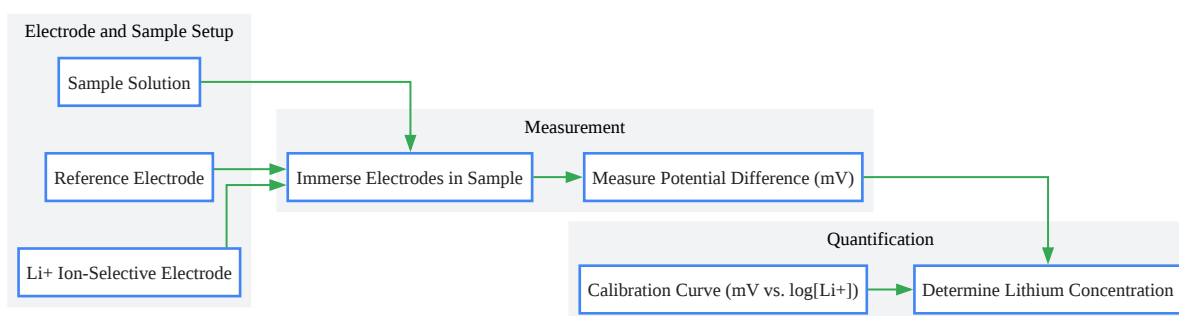 Electrode and Sample Setup
Sample Solution
Reference Electrode
Li+ Ion-Selective Electrode
Measurement
Immerse Electrodes in Sample
Measure Potential Difference (mV)
Quantification
Calibration Curve (mV vs. log[Li+])
Determine Lithium Concentration